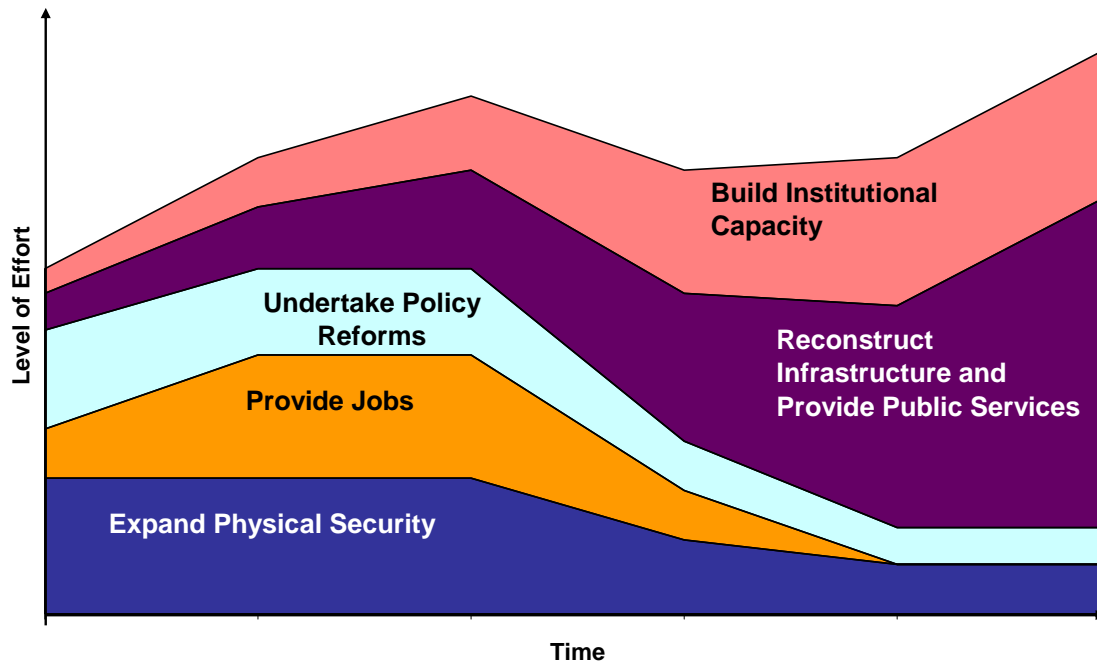 Level of Effort
Build Institutional
Capacity
Undertake Policy
Reforms
Reconstruct
Infrastructure and
Provide Public Services
Provide Jobs
Expand Physical Security
Time